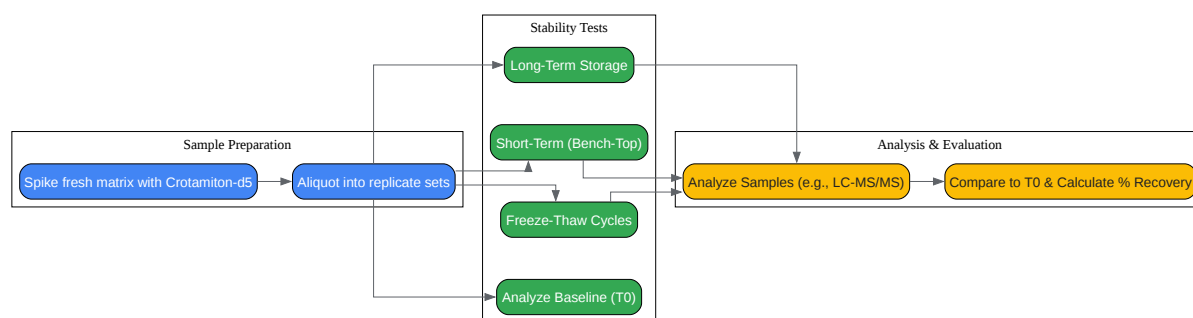 Stability Tests
Long-Term Storage
Sample Preparation
Short-Term (Bench-Top)
Analysis & Evaluation
Spike fresh matrix with Crotamiton-d5
Aliquot into replicate sets
Analyze Samples (e.g., LC-MS/MS)
Compare to T0 & Calculate % Recovery
Freeze-Thaw Cycles
Analyze Baseline (T0)